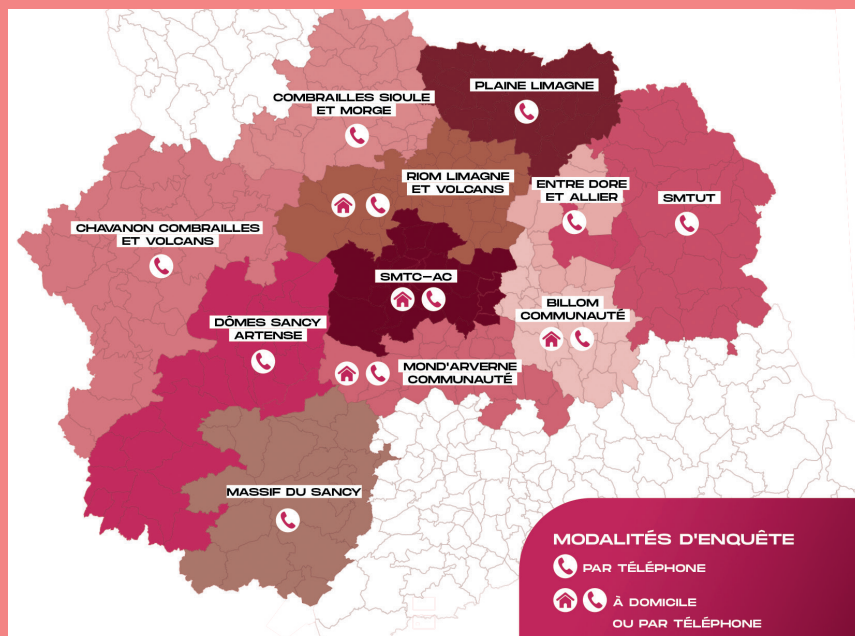 PLAINE LIMAGNE
COMBRAILLES SIOULE
ET MORGE
RIOM LIMAGNE
ET VOLCANS
ENTRE DORE
ET ALLIER
SMTUT
CHAVANON COMBRAILLES
ET VOLCANS
SMTC-AC
BILLOM
COMMUNAUTÉ
DÔMES SANCY
ARTENSE
MOND'ARVERNE
COMMUNAUTÉ
MASSIF DU SANCY
MODALITÉS D'ENQUÊTE
PAR TÉLÉPHONE
À DOMICILE
OU PAR TÉLÉPHONE